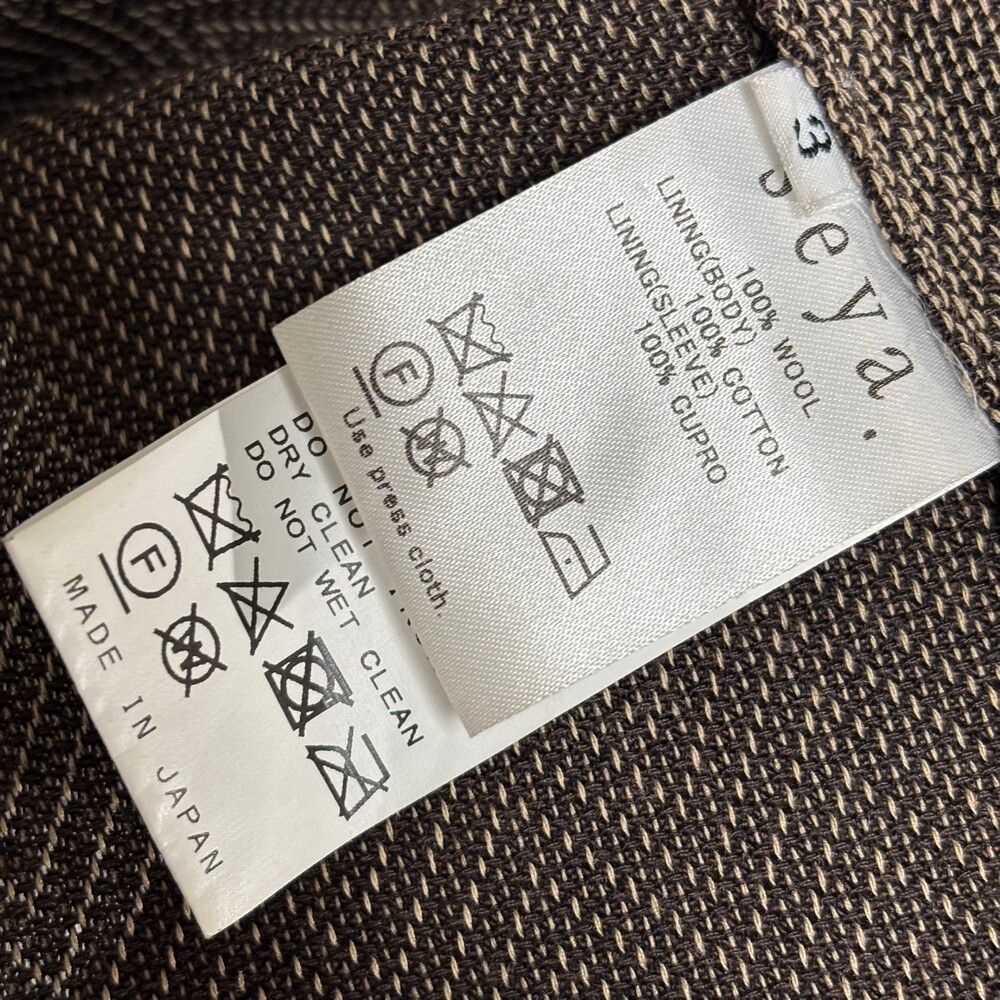 3
seya.
100% WOOL
LINING(BODY)
100% COTTON
LINING(SLEEVE)
100% CUPRO
F W
Use press cloth.
DO NOT
DRY CLEAN
DO NOT WET CLEAN
F W
MADE IN JAPAN